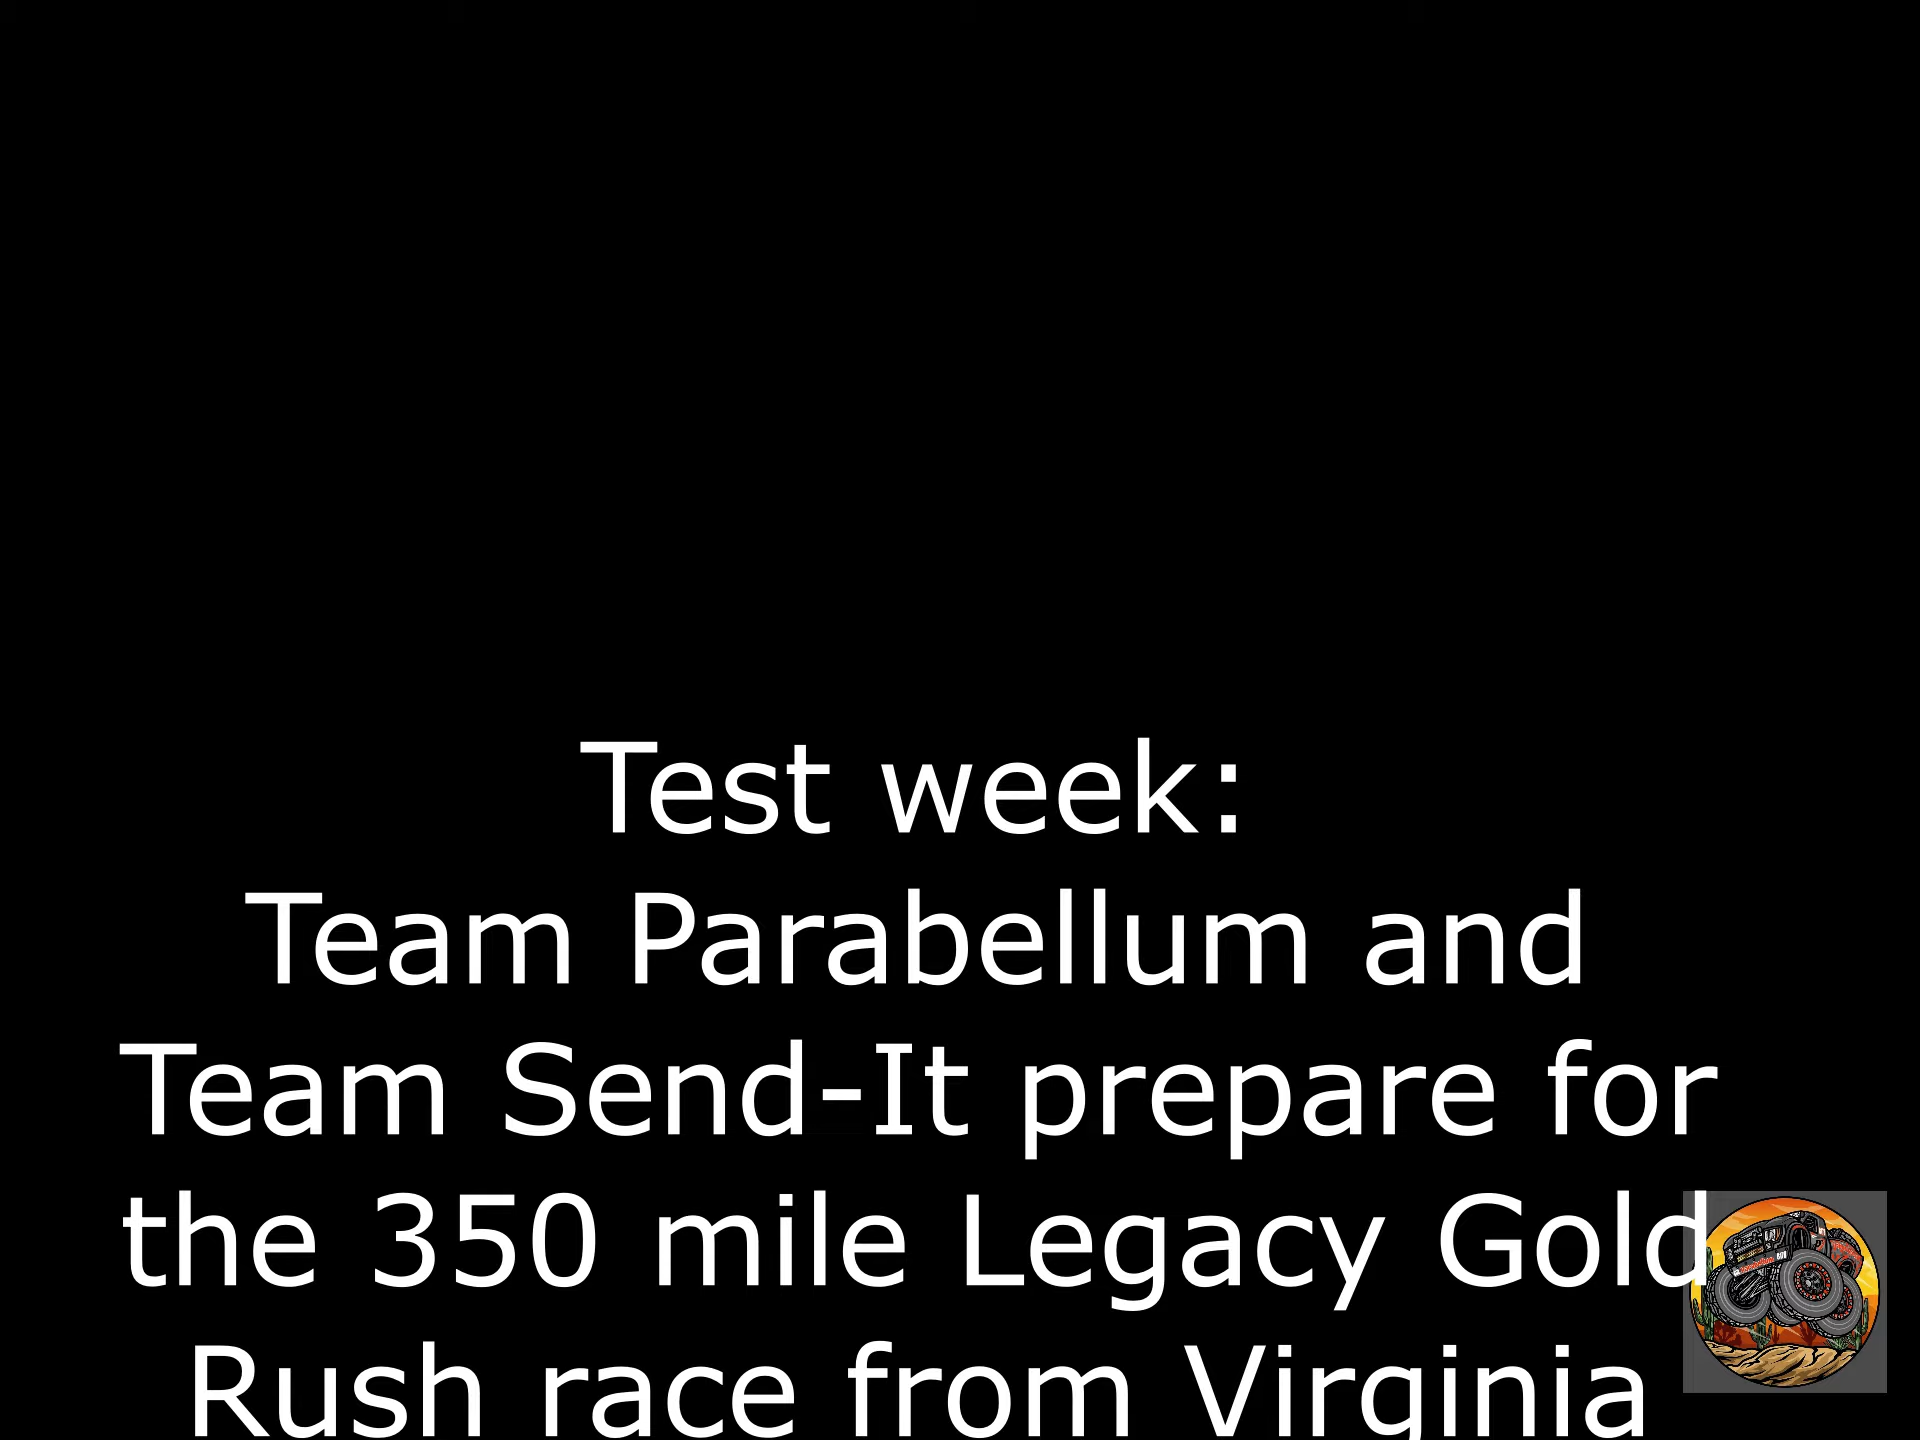 Test week:
Team Parabellum and
Team Send-It prepare for
the 350 mile Legacy Gold
Rush race from Virginia